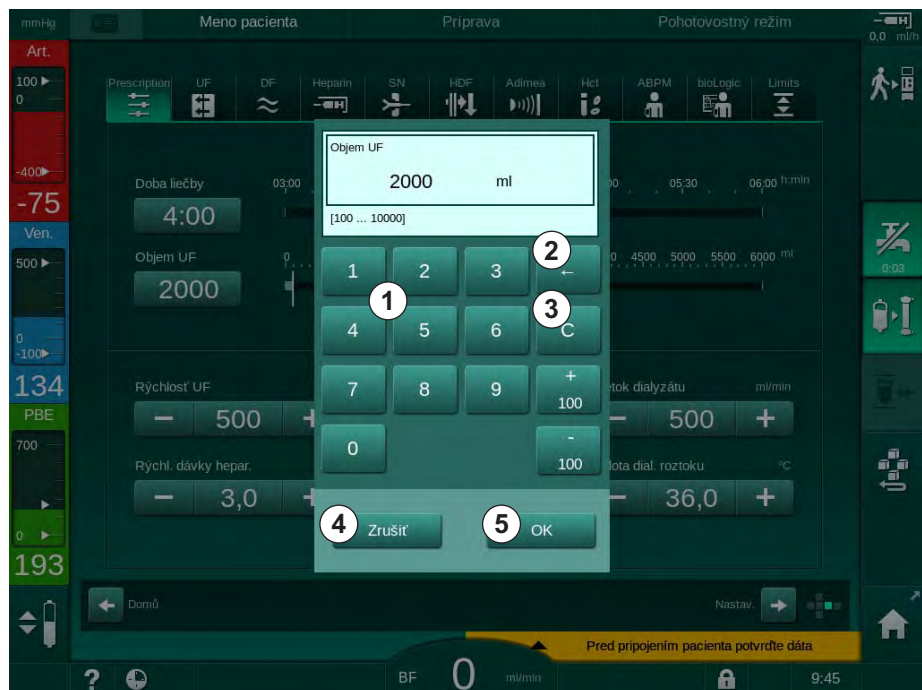 mmHg
Meno pacienta
Príprava
Pohotovostný režim
0,0 ml/h
Art.
100
0
-400
-75
Ven.
500
0
-100
134
PBE
700
0
193
Prescription UF DF Heparin SN HDF Adimea Hct ABPM bioLogic Limits
Doba liečby
4:00
03:00
05:30 06:00 h:min
Objem UF
2000
0
4500 5000 5500 6000 ml
Rýchlosť UF
− 500 +
ml/min
− 500 +
Rýchl. dávky hepar.
− 3,0 +
°C
− 36,0 +
Objem UF
2000 ml
[100 ... 10000]
1 2 3 ←
4 5 6 C
7 8 9 + 100
0 - 100
Zrušiť OK
1
2
3
4
5
0:03
Domů
Nastav.
Pred pripojením pacienta potvrďte dáta
? BF 0 ml/min 9:45